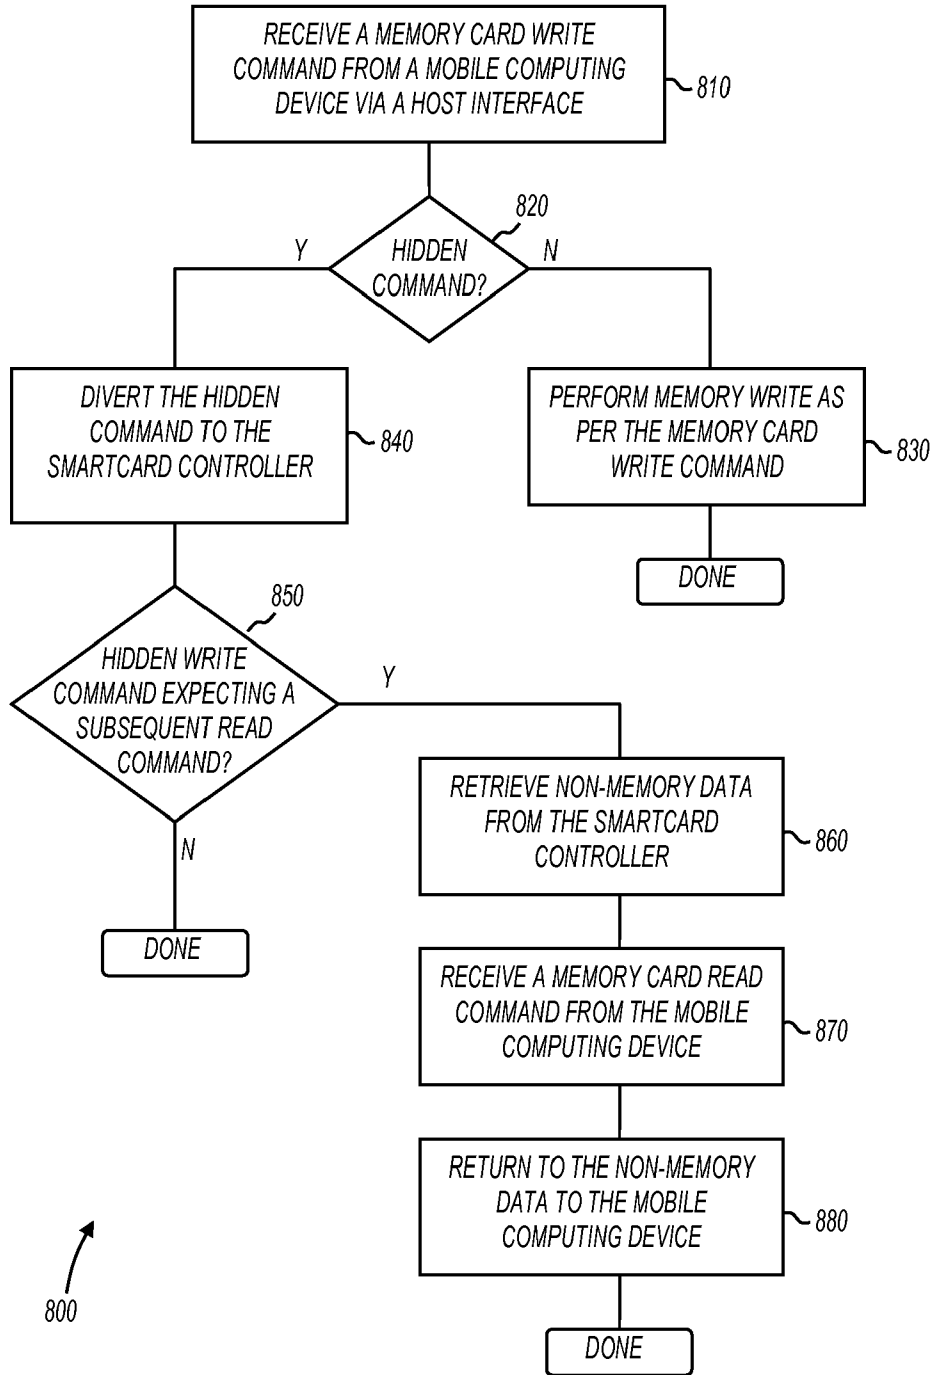 RECEIVE A MEMORY CARD WRITE
COMMAND FROM A MOBILE COMPUTING
DEVICE VIA A HOST INTERFACE
810
820
HIDDEN
COMMAND?
Y
N
DIVERT THE HIDDEN
COMMAND TO THE
SMARTCARD CONTROLLER
840
PERFORM MEMORY WRITE AS
PER THE MEMORY CARD
WRITE COMMAND
830
DONE
850
HIDDEN WRITE
COMMAND EXPECTING A
SUBSEQUENT READ
COMMAND?
Y
N
DONE
RETRIEVE NON-MEMORY DATA
FROM THE SMARTCARD
CONTROLLER
860
RECEIVE A MEMORY CARD READ
COMMAND FROM THE MOBILE
COMPUTING DEVICE
870
RETURN TO THE NON-MEMORY
DATA TO THE MOBILE
COMPUTING DEVICE
880
DONE
800